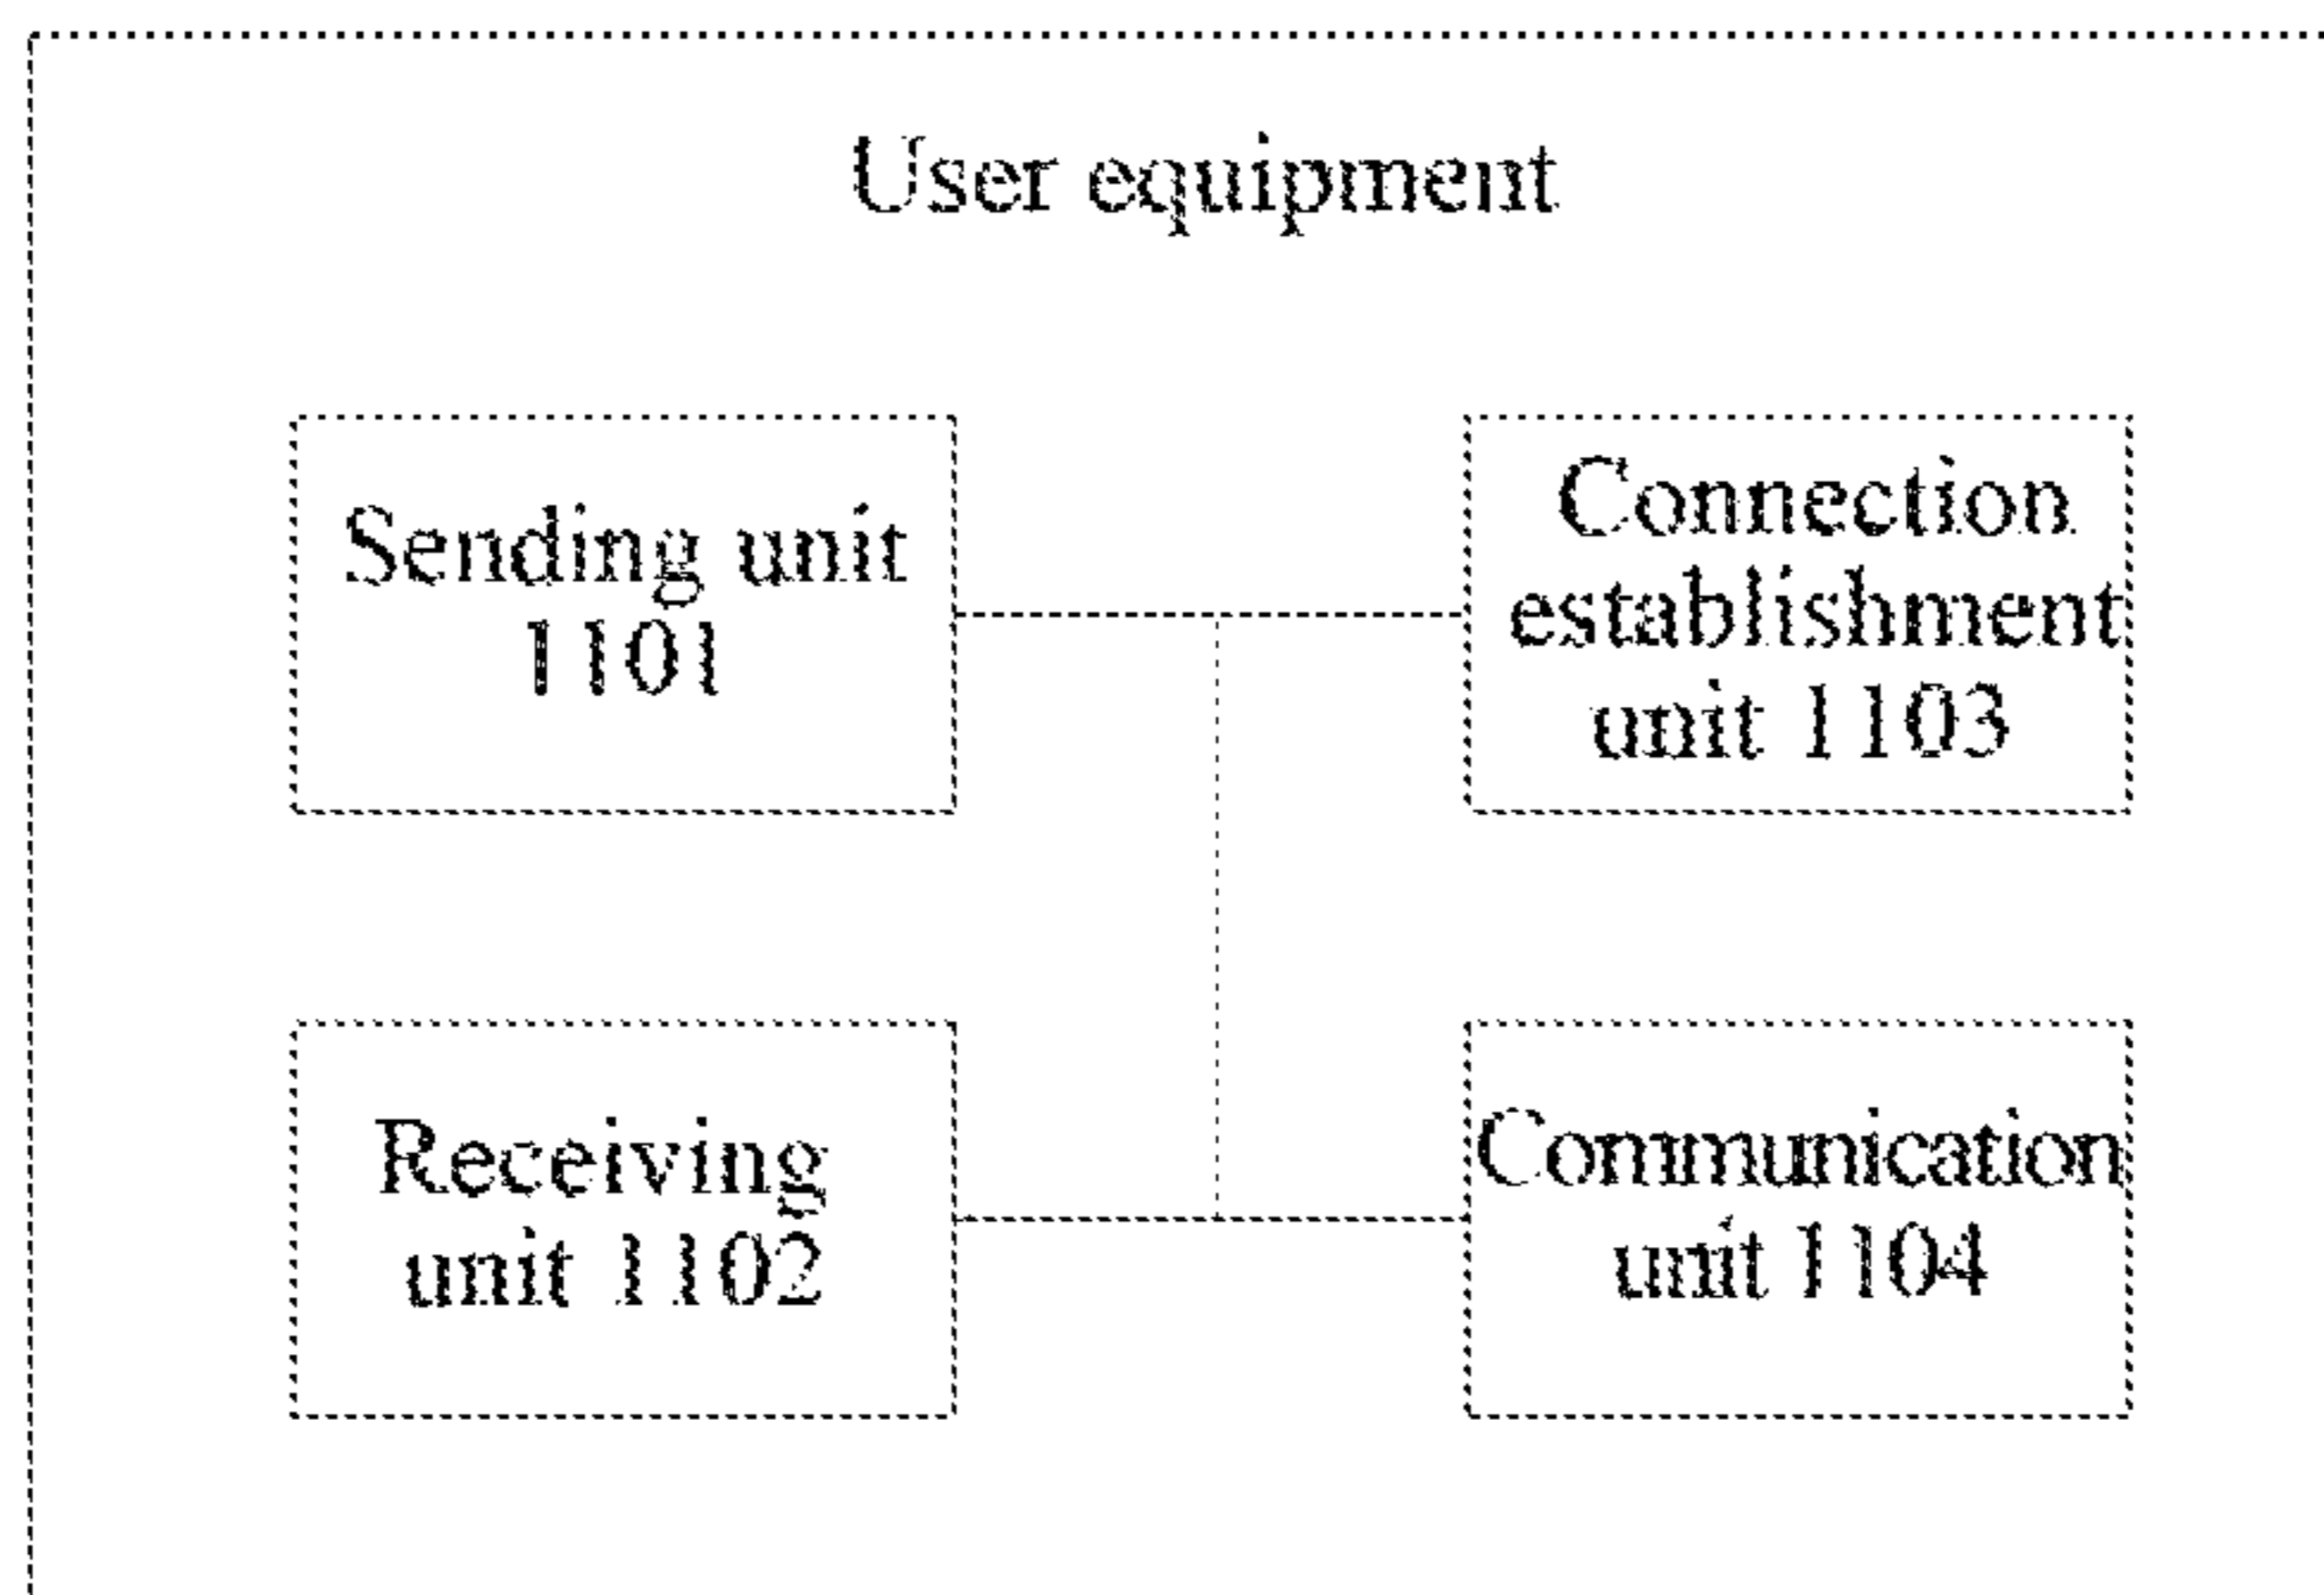 User equipment
Sending unit
1101
Connection
establishment
unit 1103
Receiving
unit 1102
Communication
unit 1104